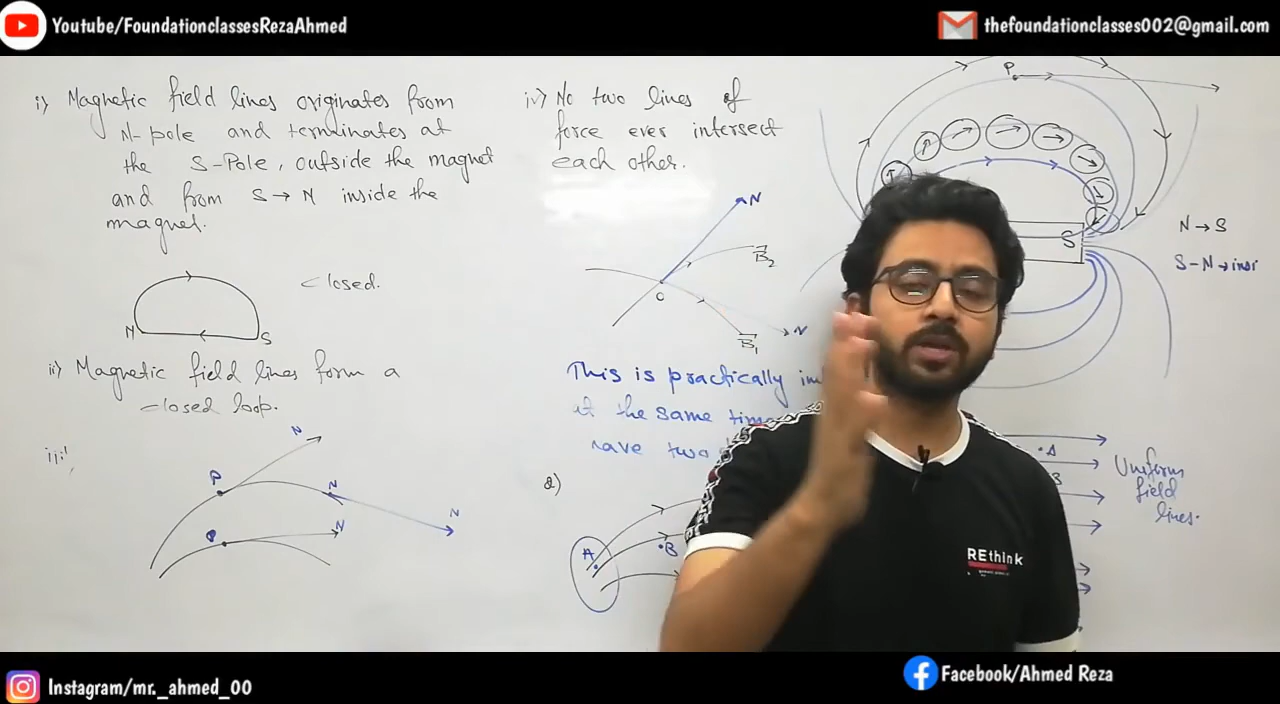 Youtube/FoundationclassesRezaAhmed
thefoundationclasses002@gmail.com
i) Magnetic field lines originates from
N-pole and terminates at
the S-Pole, outside the magnet
and from S → N inside the
magnet.
closed.
N
S
ii) Magnetic field lines form a
closed loop.
iii)
P
N
N
N
N
iv) No two lines of
force ever intersect
each other.
N
B2
O
N
B1
This is practically
at the same time
have two
a)
A
B
P
S
N → S
S-N → insi
A
B
Uniform
field
lines.
REthink
Instagram/mr._ahmed_00
Facebook/Ahmed Reza